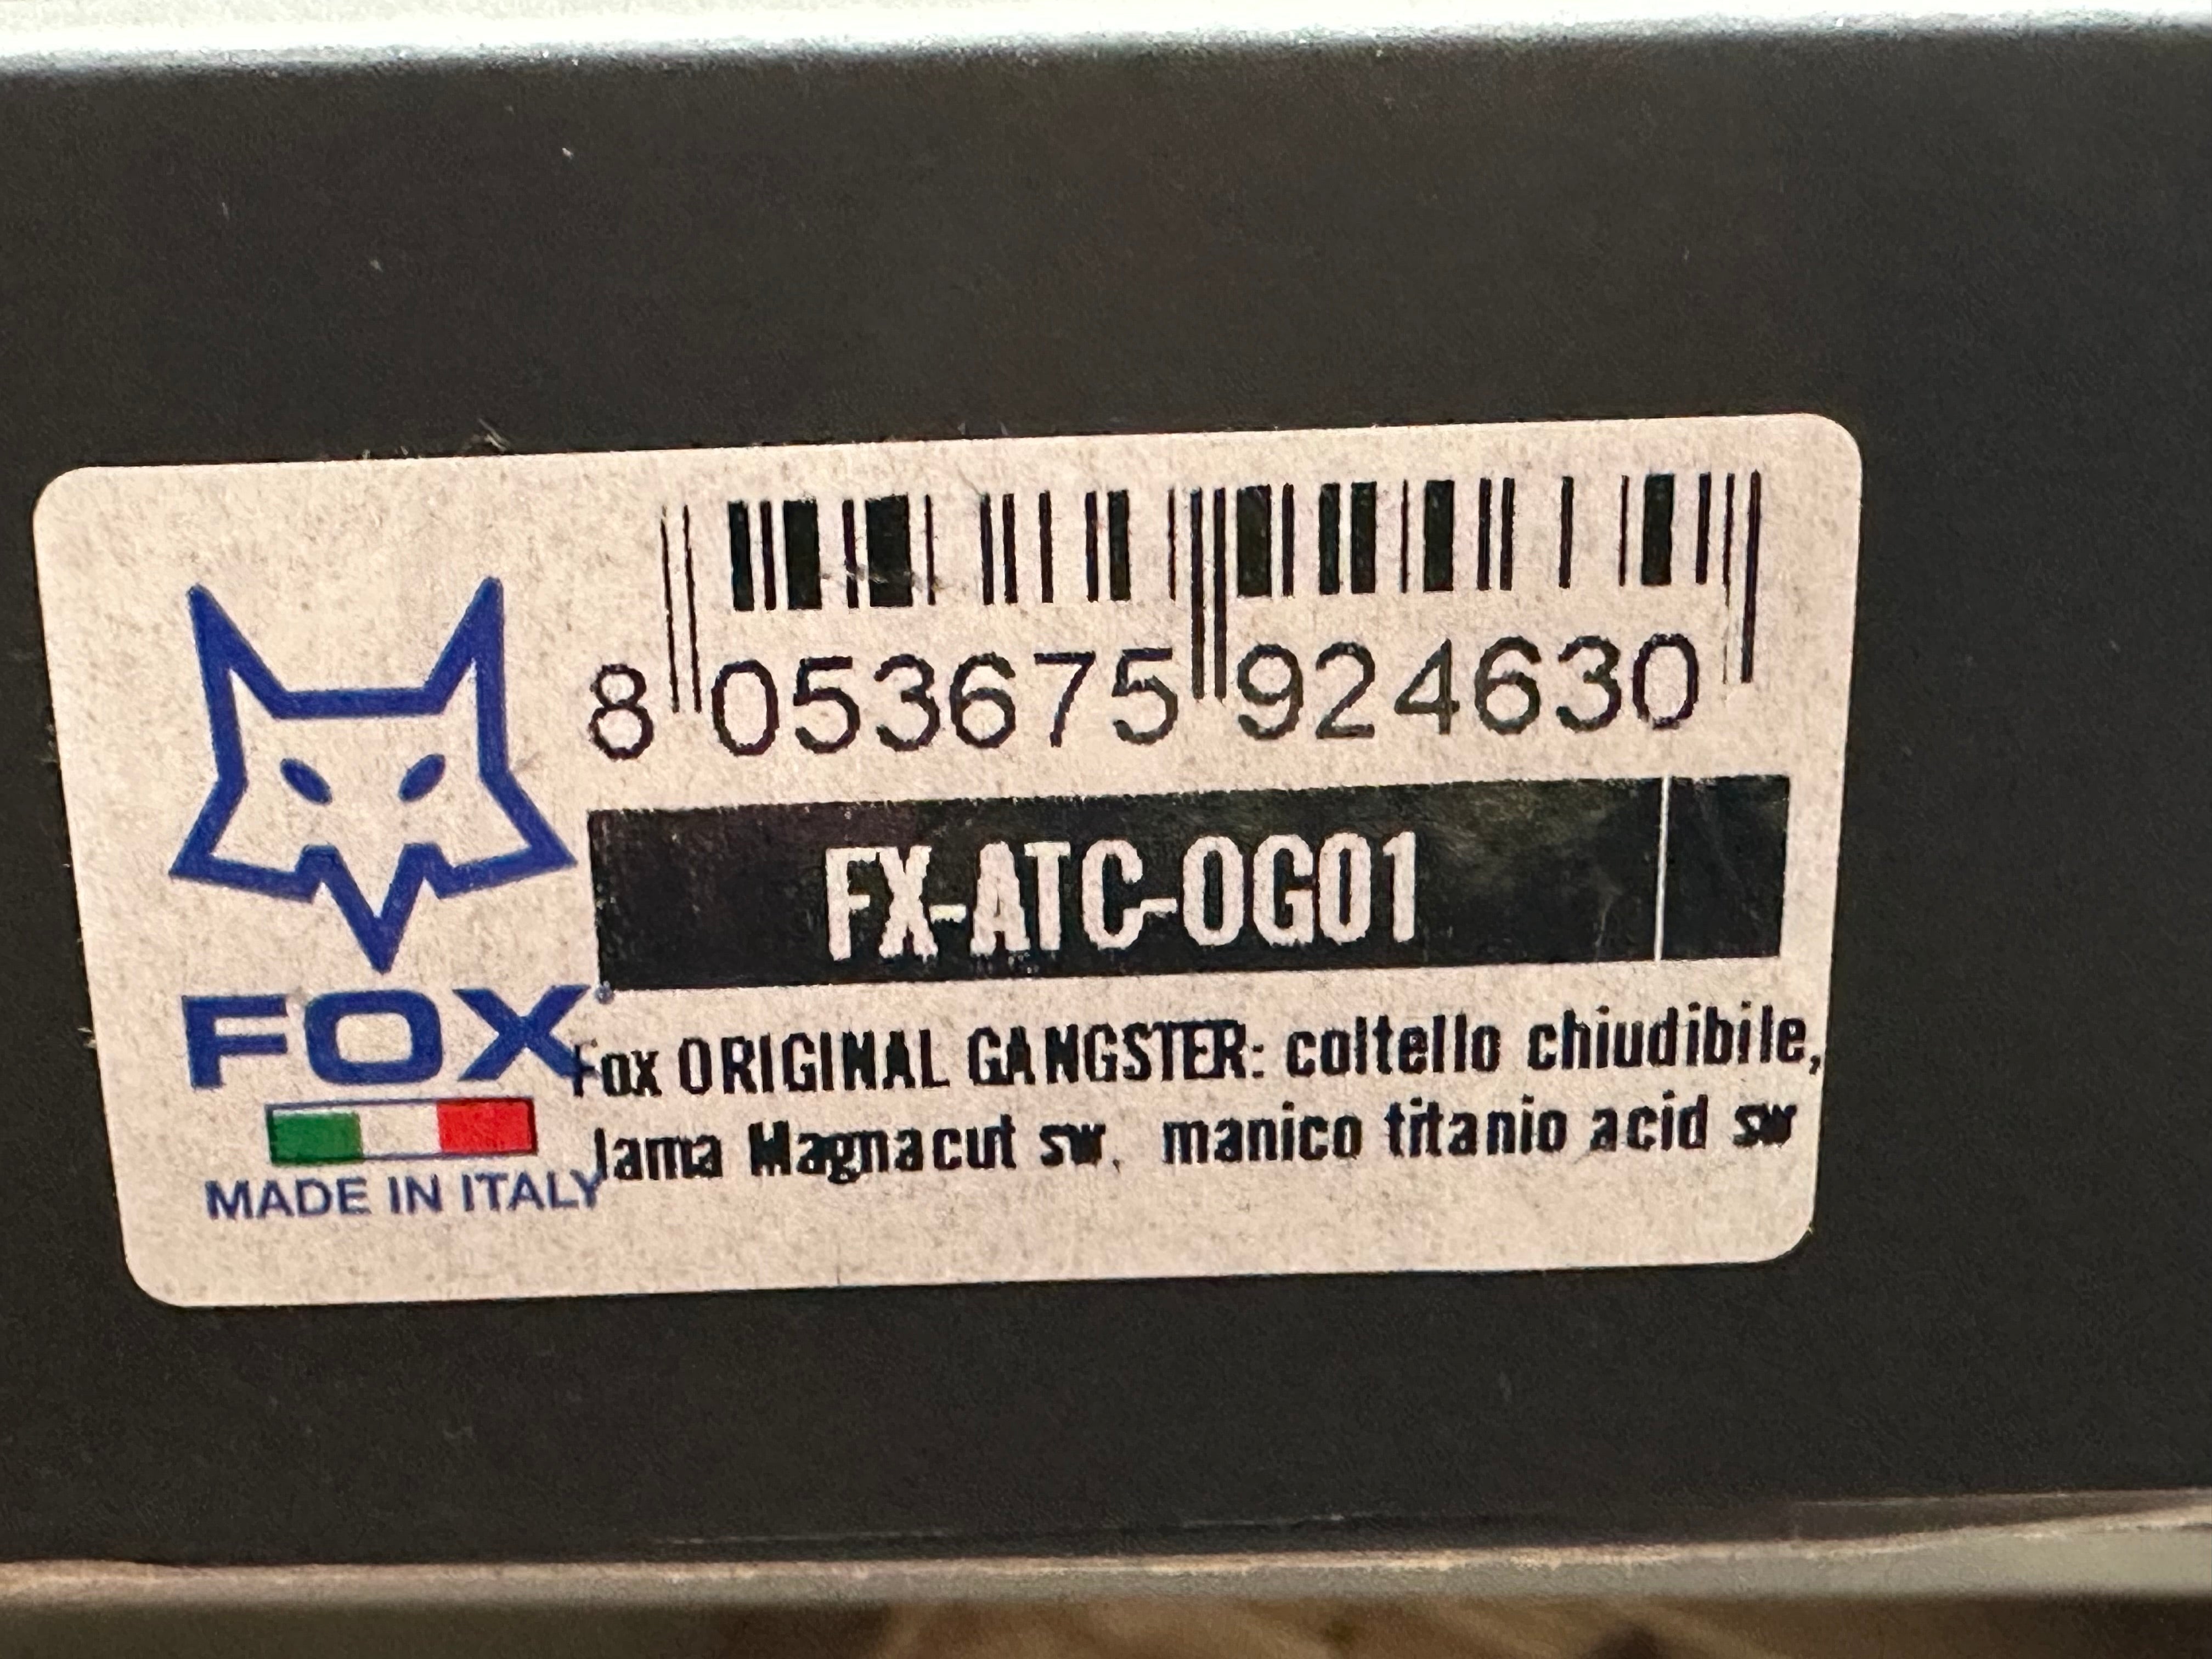 8 053675 924630
FX-ATC-OG01
FOX
Fox ORIGINAL GANGSTER: coltello chiudibile,
lama Magnacut sw, manico titanio acid sw
MADE IN ITALY